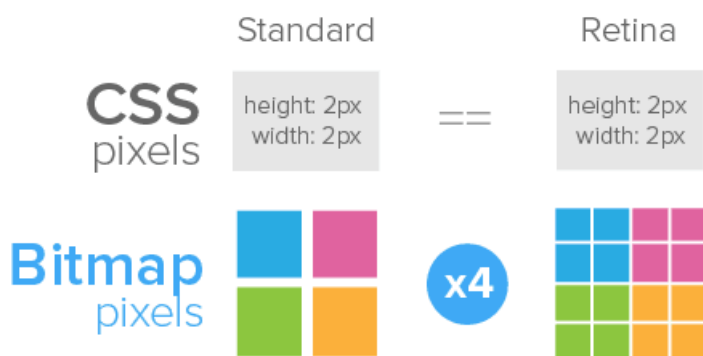 Standard
Retina
CSS
pixels
height: 2px
width: 2px
==
height: 2px
width: 2px
Bitmap
pixels
x4